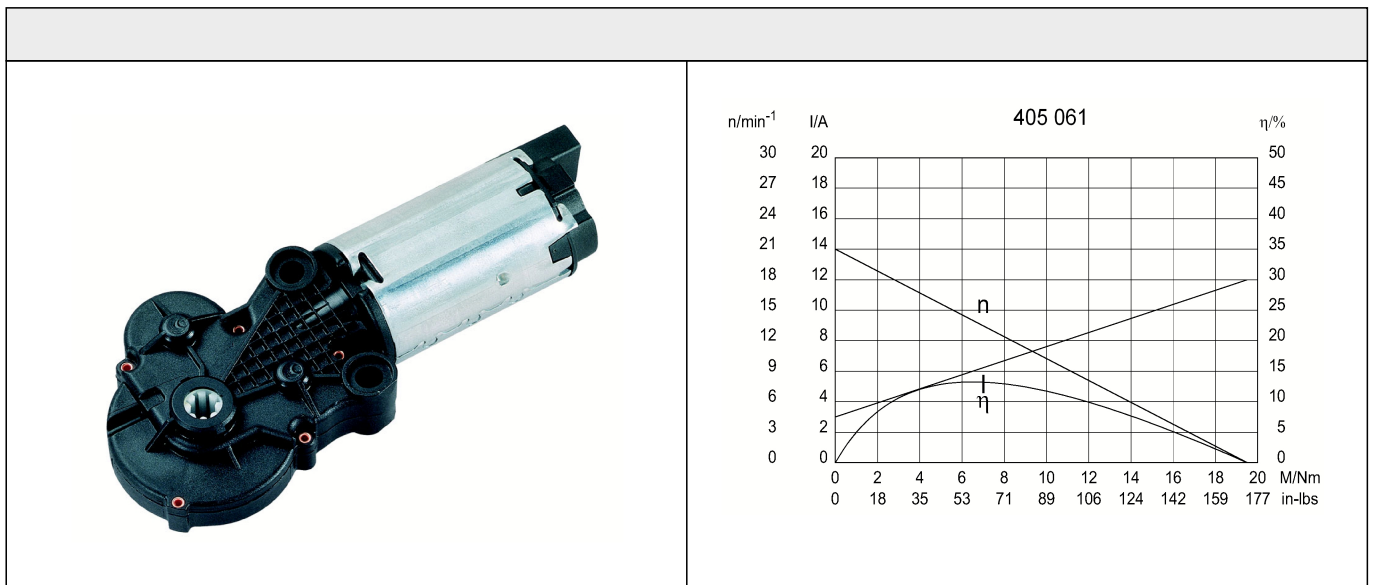 405 061
n/min-1 I/A η/%
30 20 50
27 18 45
24 16 40
21 14 35
18 12 30
15 10 25
12 8 20
9 6 15
6 4 10
3 2 5
0 0 0
n
I
η
0 2 4 6 8 10 12 14 16 18 20 M/Nm
0 18 35 53 71 89 106 124 142 159 177 in-lbs